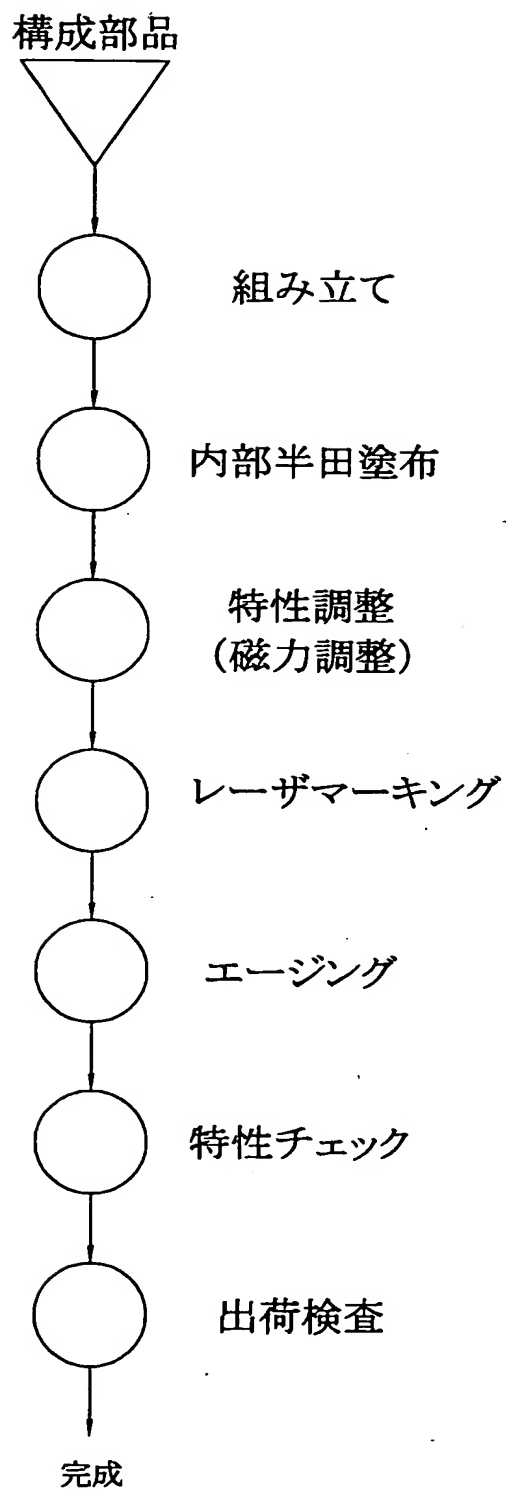 構成部品
組み立て
内部半田塗布
特性調整
(磁力調整)
レーザマーキング
エージング
特性チェック
出荷検査
完成